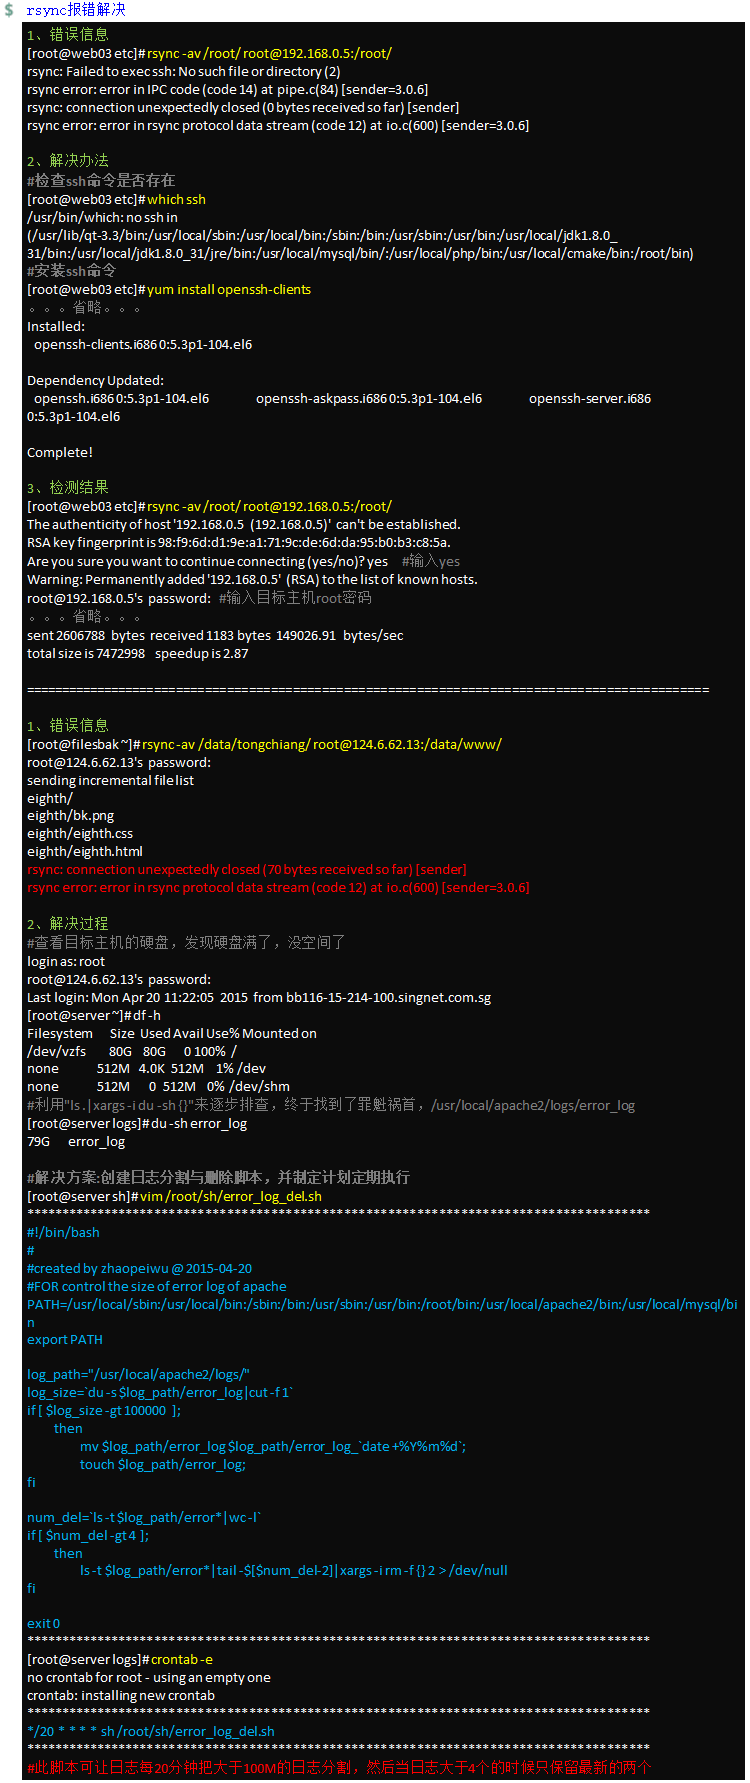 $ rsync报错解决
1、错误信息
[root@web03 etc]# rsync -av /root/ root@192.168.0.5:/root/
rsync: Failed to exec ssh: No such file or directory (2)
rsync error: error in IPC code (code 14) at pipe.c(84) [sender=3.0.6]
rsync: connection unexpectedly closed (0 bytes received so far) [sender]
rsync error: error in rsync protocol data stream (code 12) at io.c(600) [sender=3.0.6]
2、解决办法
#检查ssh命令是否存在
[root@web03 etc]# which ssh
/usr/bin/which: no ssh in
(/usr/lib/qt-3.3/bin:/usr/local/sbin:/usr/local/bin:/sbin:/bin:/usr/sbin:/usr/bin:/usr/local/jdk1.8.0_
31/bin:/usr/local/jdk1.8.0_31/jre/bin:/usr/local/mysql/bin/:/usr/local/php/bin:/usr/local/cmake/bin:/root/bin)
#安装ssh命令
[root@web03 etc]# yum install openssh-clients
。。。省略。。。
Installed:
openssh-clients.i686 0:5.3p1-104.el6
Dependency Updated:
openssh.i686 0:5.3p1-104.el6 openssh-askpass.i686 0:5.3p1-104.el6 openssh-server.i686
0:5.3p1-104.el6
Complete!
3、检测结果
[root@web03 etc]# rsync -av /root/ root@192.168.0.5:/root/
The authenticity of host '192.168.0.5 (192.168.0.5)' can't be established.
RSA key fingerprint is 98:f9:6d:d1:9e:a1:71:9c:de:6d:da:95:b0:b3:c8:5a.
Are you sure you want to continue connecting (yes/no)? yes #输入yes
Warning: Permanently added '192.168.0.5' (RSA) to the list of known hosts.
root@192.168.0.5's password: #输入目标主机root密码
。。。省略。。。
sent 2606788 bytes received 1183 bytes 149026.91 bytes/sec
total size is 7472998 speedup is 2.87
=================================================================================================
1、错误信息
[root@filesbak ~]# rsync -av /data/tongchiang/ root@124.6.62.13:/data/www/
root@124.6.62.13's password:
sending incremental file list
eighth/
eighth/bk.png
eighth/eighth.css
eighth/eighth.html
rsync: connection unexpectedly closed (70 bytes received so far) [sender]
rsync error: error in rsync protocol data stream (code 12) at io.c(600) [sender=3.0.6]
2、解决过程
#查看目标主机的硬盘，发现硬盘满了，没空间了
login as: root
root@124.6.62.13's password:
Last login: Mon Apr 20 11:22:05 2015 from bb116-15-214-100.singnet.com.sg
[root@server ~]# df -h
Filesystem Size Used Avail Use% Mounted on
/dev/vzfs 80G 80G 0 100% /
none 512M 4.0K 512M 1% /dev
none 512M 0 512M 0% /dev/shm
#利用"ls . | xargs -i du -sh {}"来逐步排查，终于找到了罪魁祸首，/usr/local/apache2/logs/error_log
[root@server logs]# du -sh error_log
79G error_log
#解决方案:创建日志分割与删除脚本，并制定计划定期执行
[root@server sh]# vim /root/sh/error_log_del.sh
****************************************************************************************
#!/bin/bash
#
#created by zhaopeiwu @ 2015-04-20
#FOR control the size of error log of apache
PATH=/usr/local/sbin:/usr/local/bin:/sbin:/bin:/usr/sbin:/usr/bin:/root/bin:/usr/local/apache2/bin:/usr/local/mysql/bi
n
export PATH
log_path="/usr/local/apache2/logs/"
log_size=`du -s $log_path/error_log|cut -f 1`
if [ $log_size -gt 100000 ];
then
mv $log_path/error_log $log_path/error_log_`date +%Y%m%d`;
touch $log_path/error_log;
fi
num_del=`ls -t $log_path/error*|wc -l`
if [ $num_del -gt 4 ];
then
ls -t $log_path/error*|tail -$[$num_del-2]|xargs -i rm -f {} 2 > /dev/null
fi
exit 0
****************************************************************************************
[root@server logs]# crontab -e
no crontab for root - using an empty one
crontab: installing new crontab
****************************************************************************************
*/20 * * * * sh /root/sh/error_log_del.sh
****************************************************************************************
#此脚本可让日志每20分钟把大于100M的日志分割，然后当日志大于4个的时候只保留最新的两个